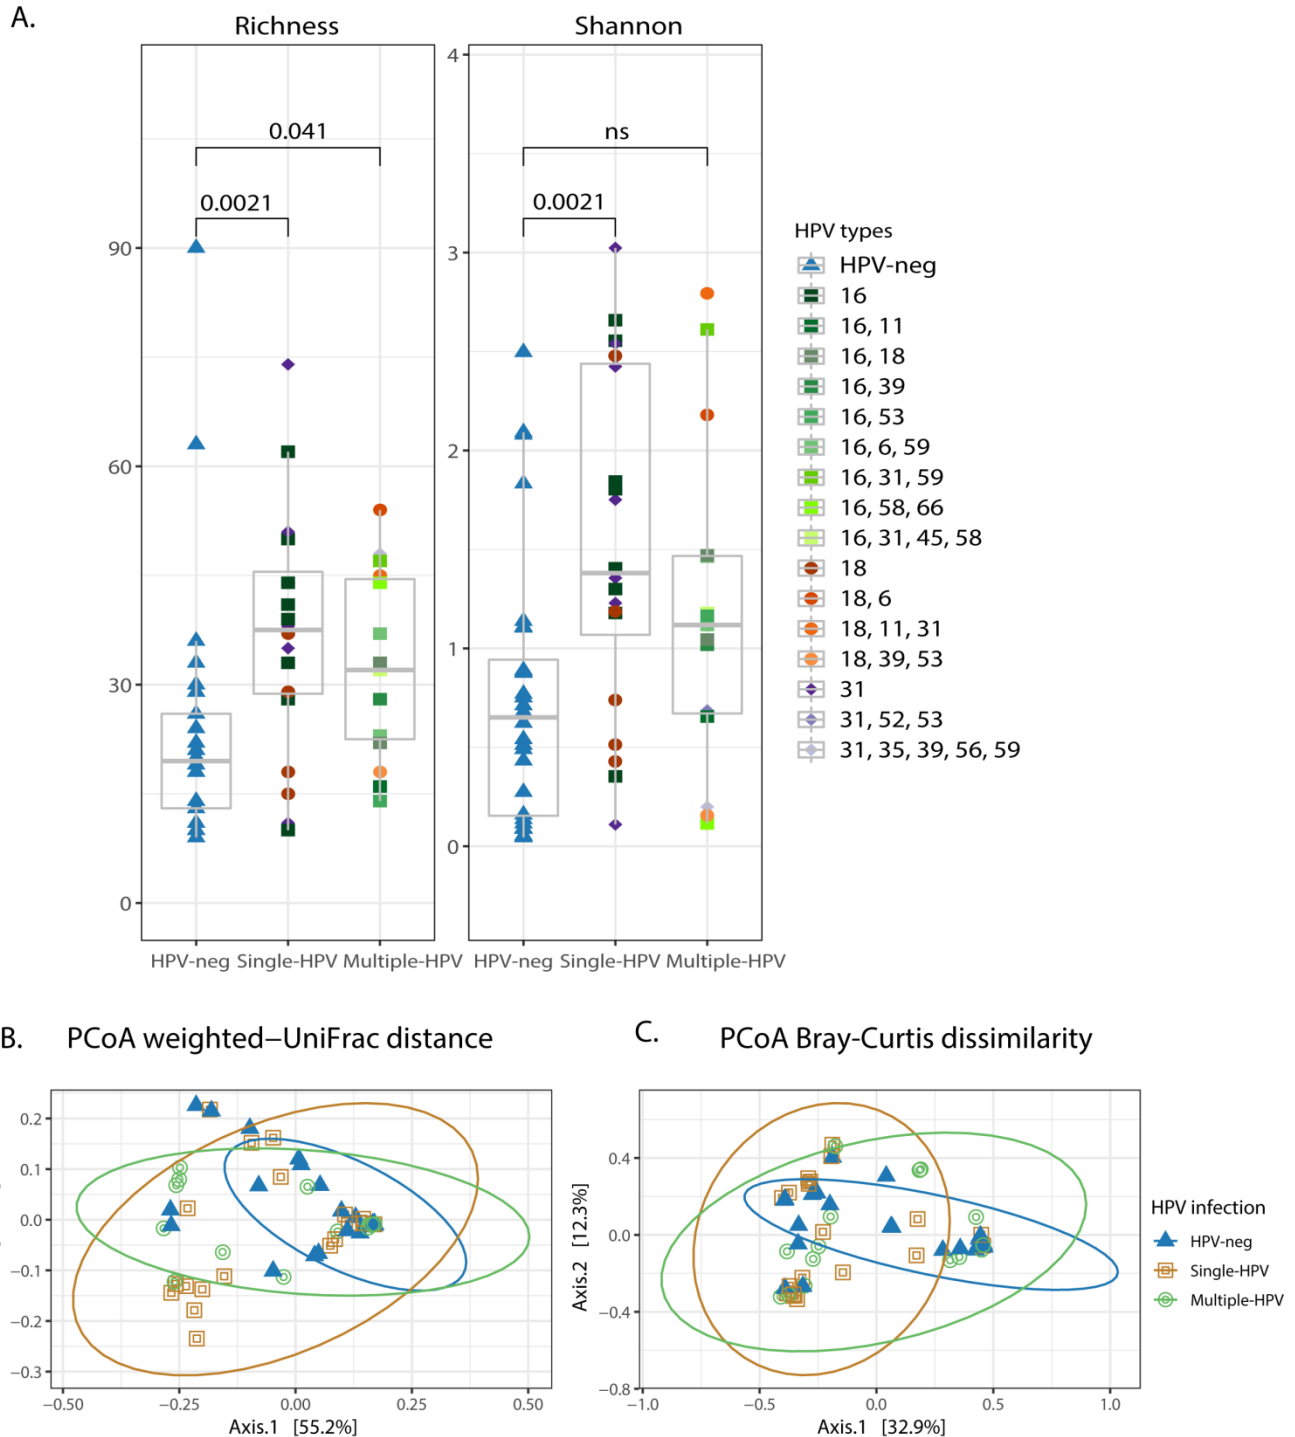 A.
Richness
Shannon
0.041
0.0021
90
60
30
0
HPV-neg Single-HPV Multiple-HPV
ns
0.0021
4
3
2
1
0
HPV-neg Single-HPV Multiple-HPV
HPV types
HPV-neg
16
16, 11
16, 18
16, 39
16, 53
16, 6, 59
16, 31, 59
16, 58, 66
16, 31, 45, 58
18
18, 6
18, 11, 31
18, 39, 53
31
31, 52, 53
31, 35, 39, 56, 59
B.
PCoA weighted–UniFrac distance
0.2
0.1
0.0
−0.1
−0.2
−0.3
−0.50 −0.25 0.00 0.25 0.50
Axis.1 [55.2%]
C.
PCoA Bray-Curtis dissimilarity
Axis.2 [12.3%]
0.4
0.0
−0.4
−0.8
−1.0 −0.5 0.0 0.5 1.0
Axis.1 [32.9%]
HPV infection
HPV-neg
Single-HPV
Multiple-HPV